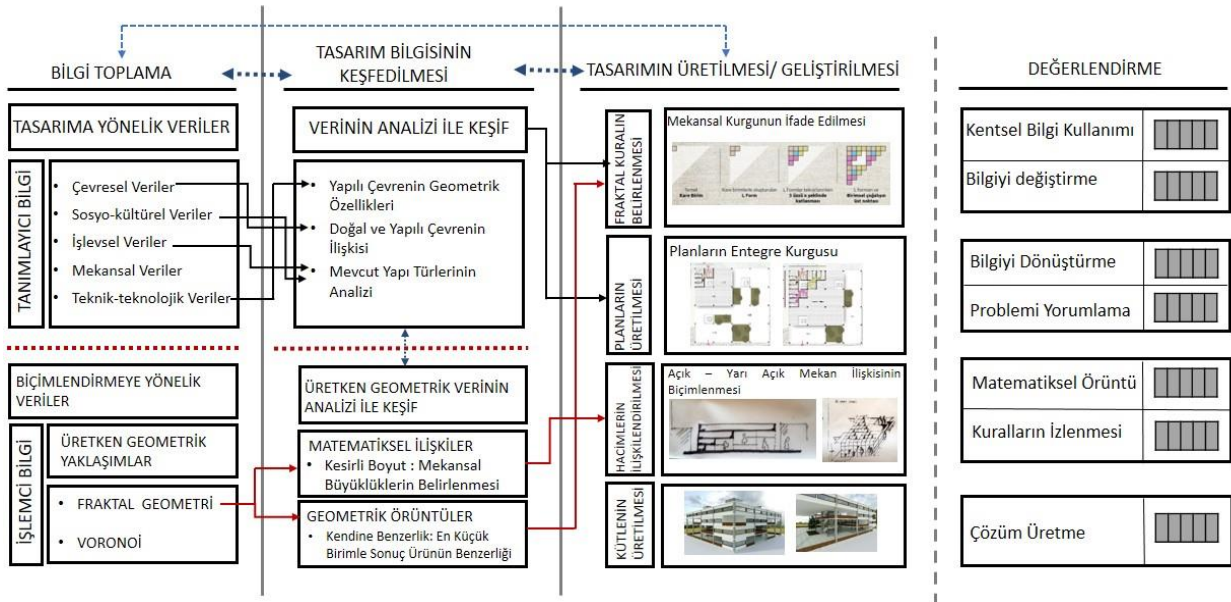 BİLGİ TOPLAMA
TASARIM BİLGİSİNİN
KEŞFEDİLMESİ
TASARIMIN ÜRETİLMESİ/ GELİŞTİRİLMESİ
DEĞERLENDİRME
TASARIMA YÖNELİK VERİLER
TANIMLAYICI BİLGİ
• Çevresel Veriler
• Sosyo-kültürel Veriler
• İşlevsel Veriler
• Mekansal Veriler
• Teknik-teknolojik Veriler
BİÇİMLENDİRMEYE YÖNELİK
VERİLER
İŞLEMCİ BİLGİ
ÜRETKEN GEOMETRİK
YAKLAŞIMLAR
• FRAKTAL GEOMETRİ
• VORONOİ
VERİNİN ANALİZİ İLE KEŞİF
• Yapılı Çevrenin Geometrik
Özellikleri
• Doğal ve Yapılı Çevrenin
İlişkisi
• Mevcut Yapı Türlerinin
Analizi
ÜRETKEN GEOMETRİK VERİNİN
ANALİZİ İLE KEŞİF
MATEMATİKSEL İLİŞKİLER
• Kesirli Boyut : Mekansal
Büyüklüklerin Belirlenmesi
GEOMETRİK ÖRÜNTÜLER
• Kendine Benzerlik: En Küçük
Birimle Sonuç Ürünün Benzerliği
FRAKTAL KURALIN
BELİRLENMESİ
Mekansal Kurgunun İfade Edilmesi
Kare Birim
L Form
PLANLARIN
ÜRETİLMESİ
Planların Entegre Kurgusu
HACİMLERİN
İLİŞKİLENDİRİLMESİ
Açık – Yarı Açık Mekan İlişkisinin
Biçimlenmesi
KÜTLENİN
ÜRETİLMESİ
Kentsel Bilgi Kullanımı
Bilgiyi değiştirme
Bilgiyi Dönüştürme
Problemi Yorumlama
Matematiksel Örüntü
Kuralların İzlenmesi
Çözüm Üretme